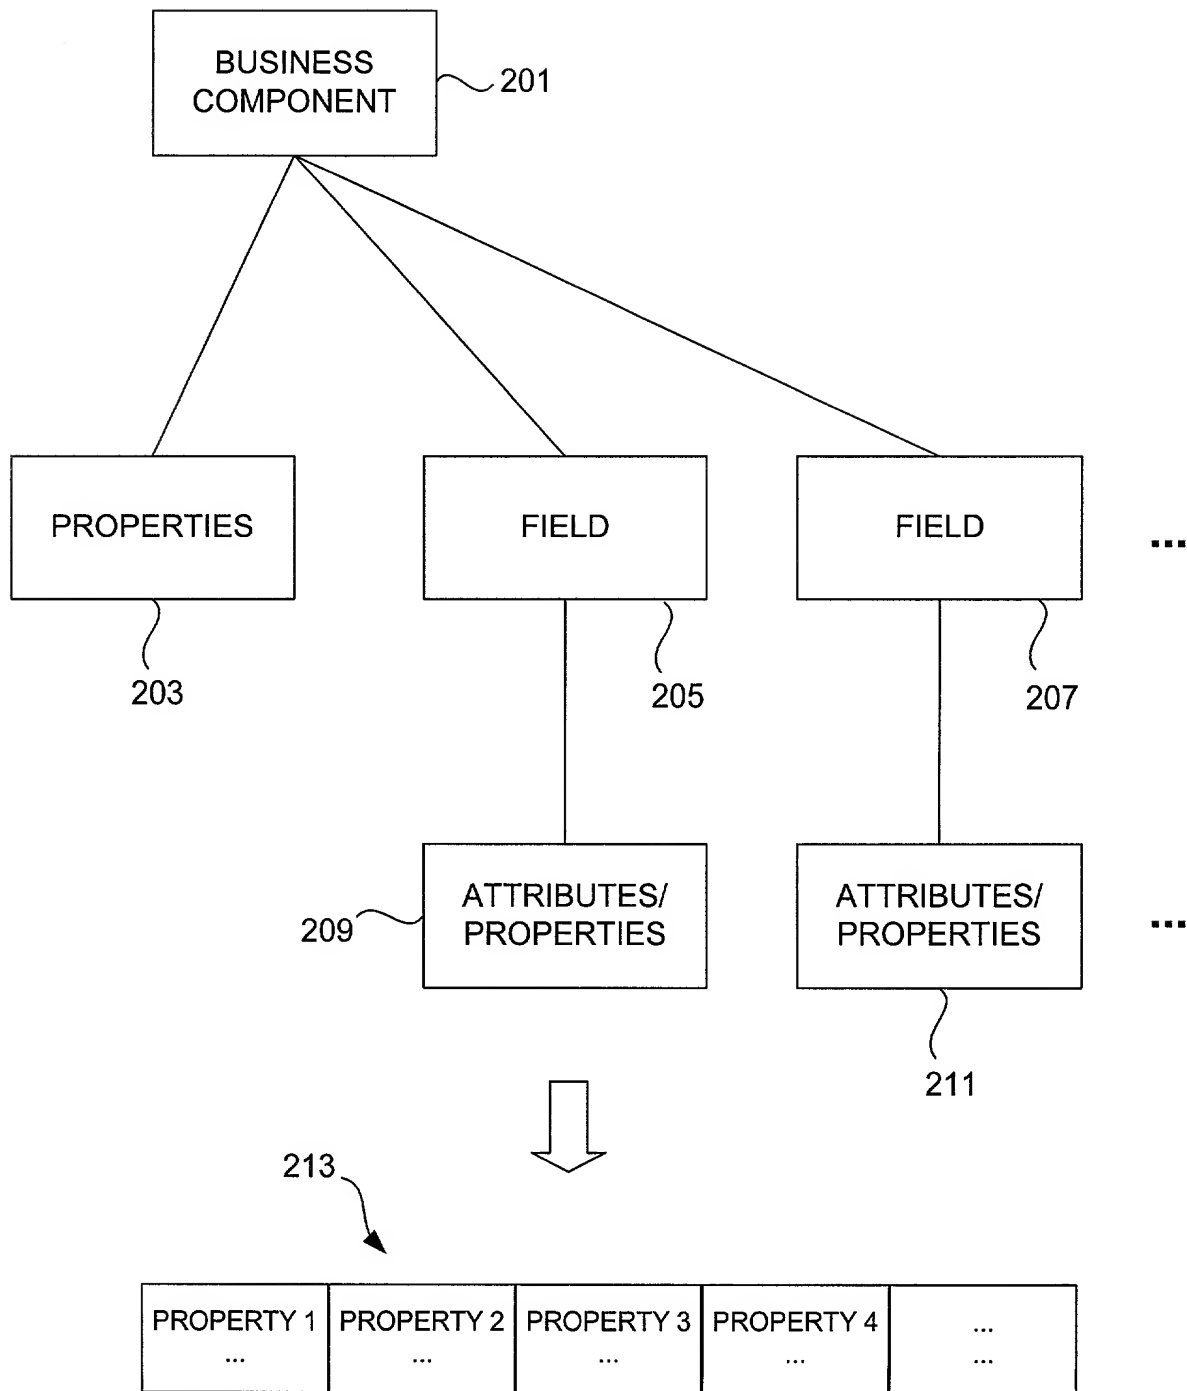 BUSINESS
COMPONENT
201
PROPERTIES
FIELD
FIELD
...
203
205
207
ATTRIBUTES/
PROPERTIES
ATTRIBUTES/
PROPERTIES
...
209
211
213
PROPERTY 1
...
PROPERTY 2
...
PROPERTY 3
...
PROPERTY 4
...
...
...